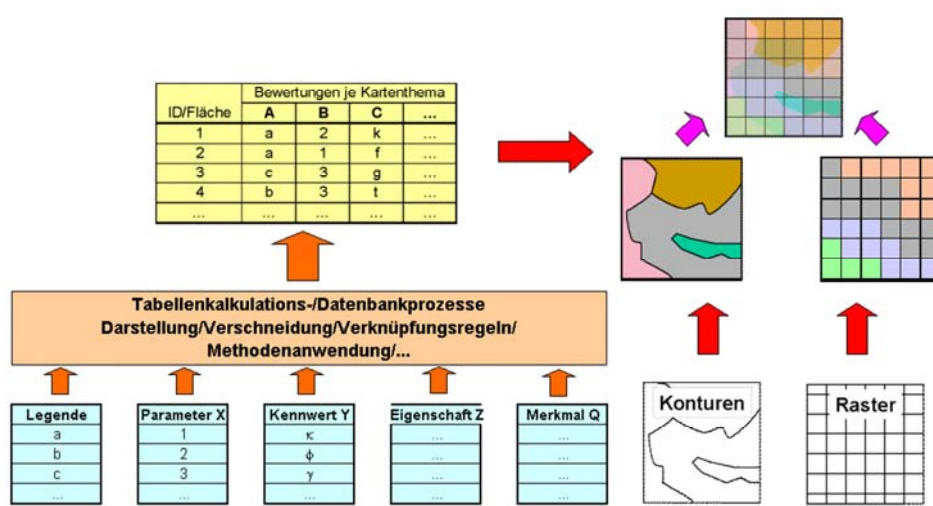 ID/Fläche Bewertungen je Kartenthema
A B C ...
1 a 2 k ...
2 a 1 f ...
3 c 3 g ...
4 b 3 t ...
... ... ... ... ...
Tabellenkalkulations-/Datenbankprozesse
Darstellung/Verschneidung/Verknüpfungsregeln/
Methodenanwendung/...
Legende Parameter X Kennwert Y Eigenschaft Z Merkmal Q
a 1 κ ... ...
b 2 ϕ ... ...
c 3 γ ... ...
... ... ... ... ...
Konturen Raster